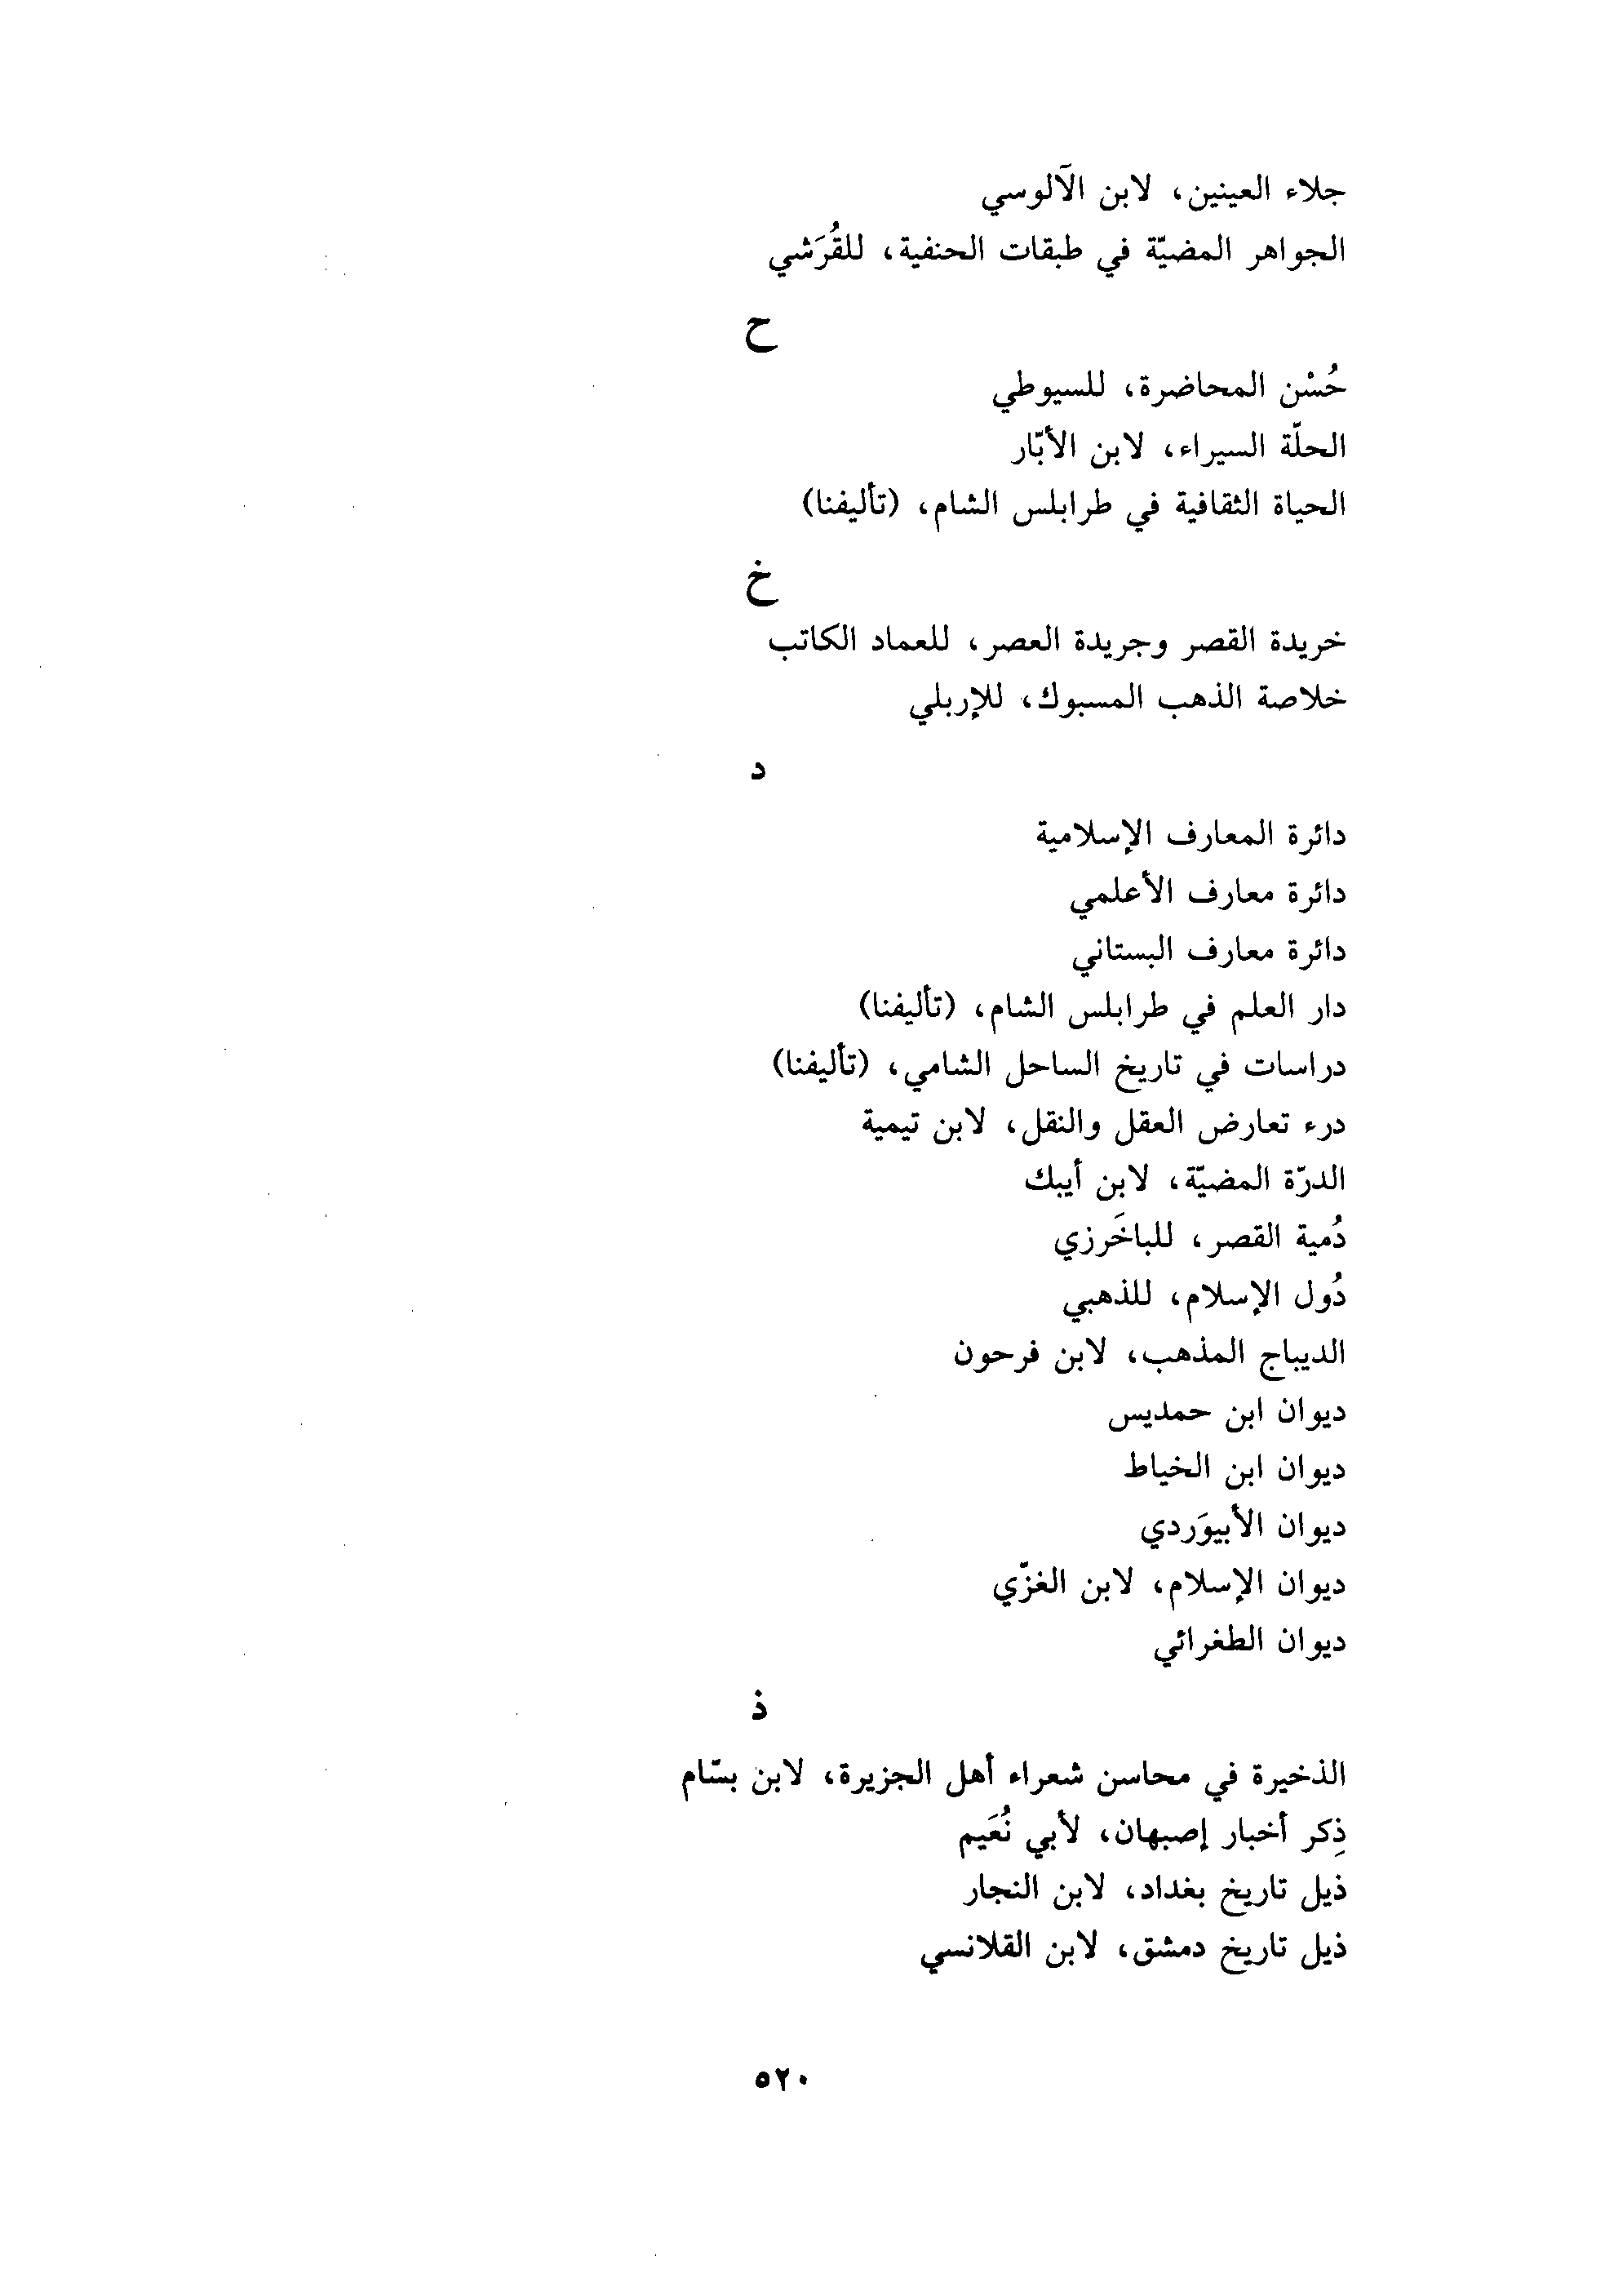 جلاء العينين، لابن الآلوسي
الجواهر المضيّة في طبقات الحنفية، للقُرَشي
ح
حُسْن المحاضرة، للسيوطي
الحلّة السيراء، لابن الأبّار
الحياة الثقافية في طرابلس الشام، (تأليفنا)
خ
خريدة القصر وجريدة العصر، للعماد الكاتب
خلاصة الذهب المسبوك، للإربلي
د
دائرة المعارف الإسلامية
دائرة معارف الأعلمي
دائرة معارف البستاني
دار العلم في طرابلس الشام، (تأليفنا)
دراسات في تاريخ الساحل الشامي، (تأليفنا)
درء تعارض العقل والنقل، لابن تيمية
الدرّة المضيّة، لابن أيبك
دُمية القصر، للباخَرزي
دُول الإسلام، للذهبي
الديباج المذهب، لابن فرحون
ديوان ابن حمديس
ديوان ابن الخياط
ديوان الأبيوَردي
ديوان الإسلام، لابن الغزّي
ديوان الطغرائي
ذ
الذخيرة في محاسن شعراء أهل الجزيرة، لابن بسّام
ذِكر أخبار إصبهان، لأبي نُعَيم
ذيل تاريخ بغداد، لابن النجار
ذيل تاريخ دمشق، لابن القلانسي
٥٢٠